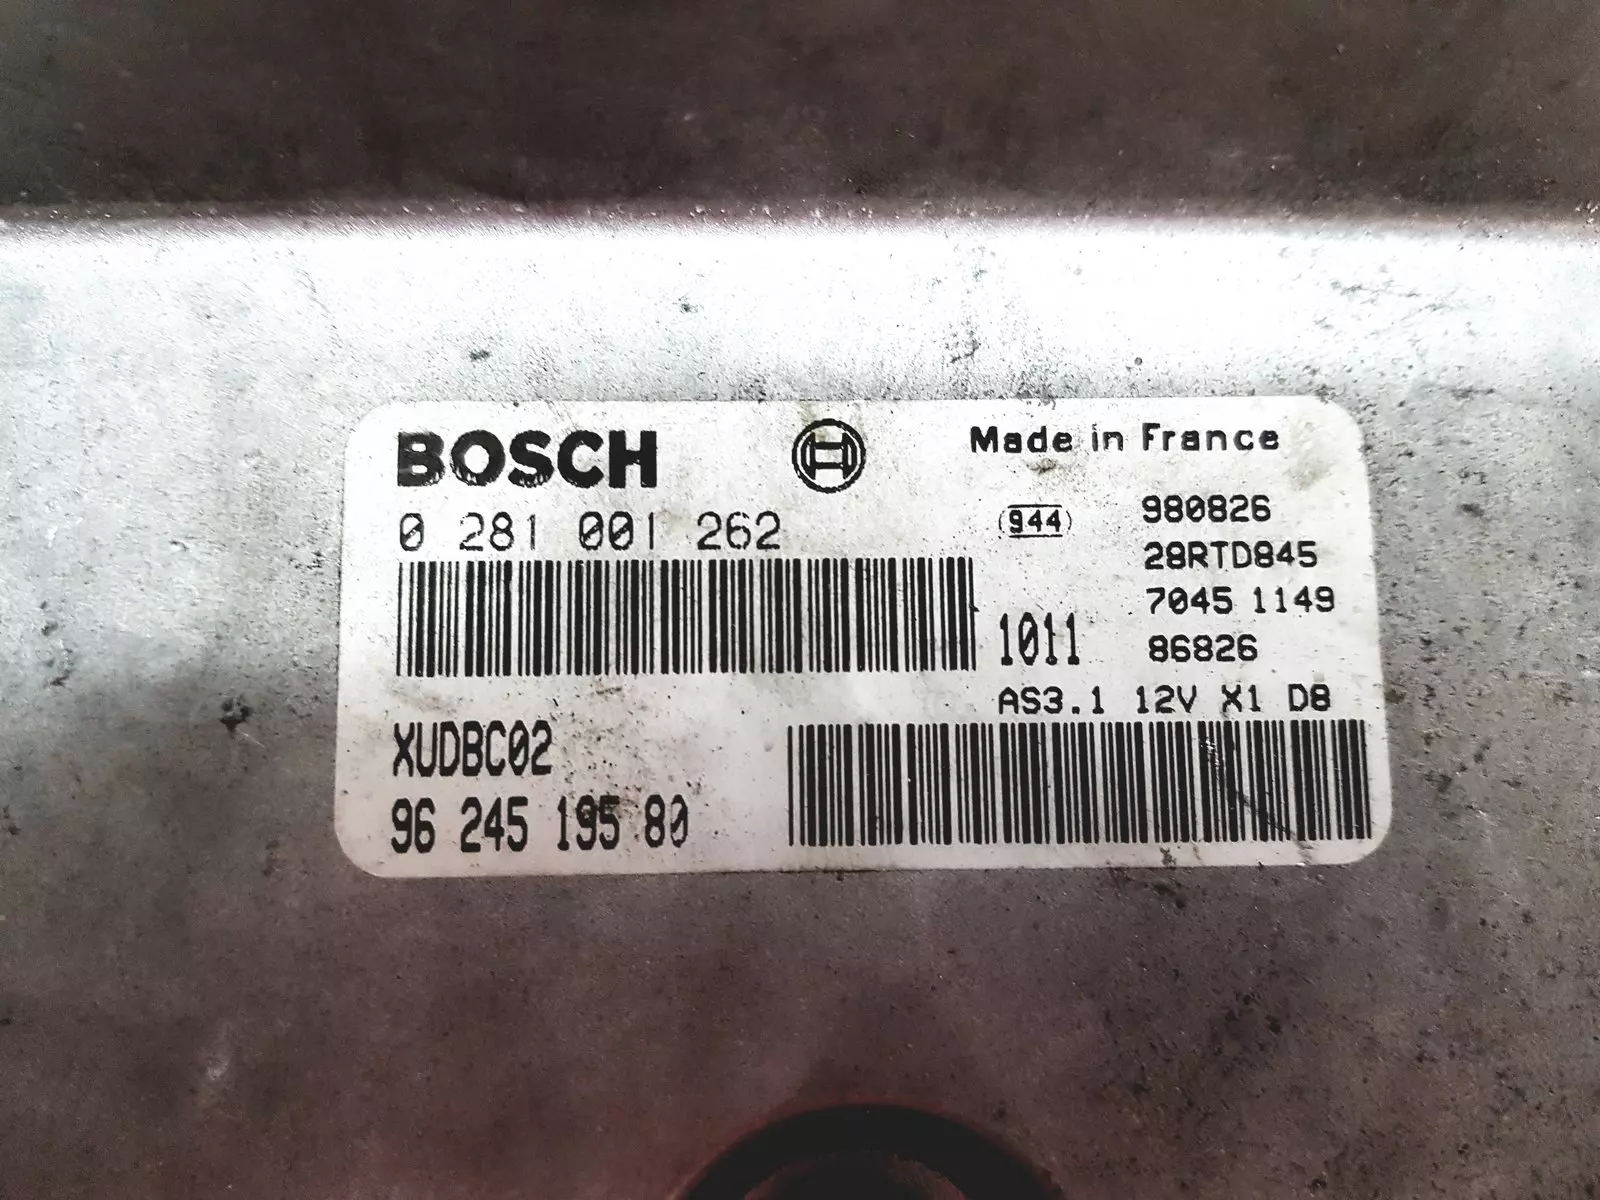 BOSCH
Made in France
0 281 001 262
944
980826
28RTD845
7045 1149
1011
86826
AS3.1 12V X1 D8
XUDBC02
96 245 195 80